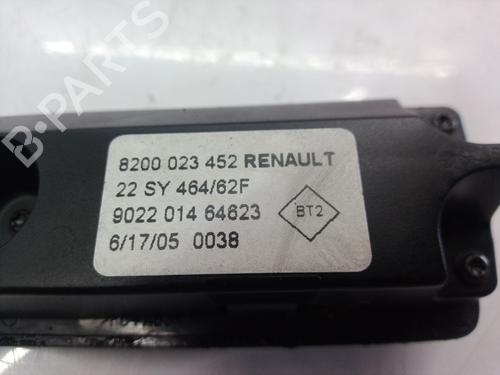 B-PARTS
8200 023 452 RENAULT
22 SY 464/62F
9022 014 64623
BT2
6/17/05 0038